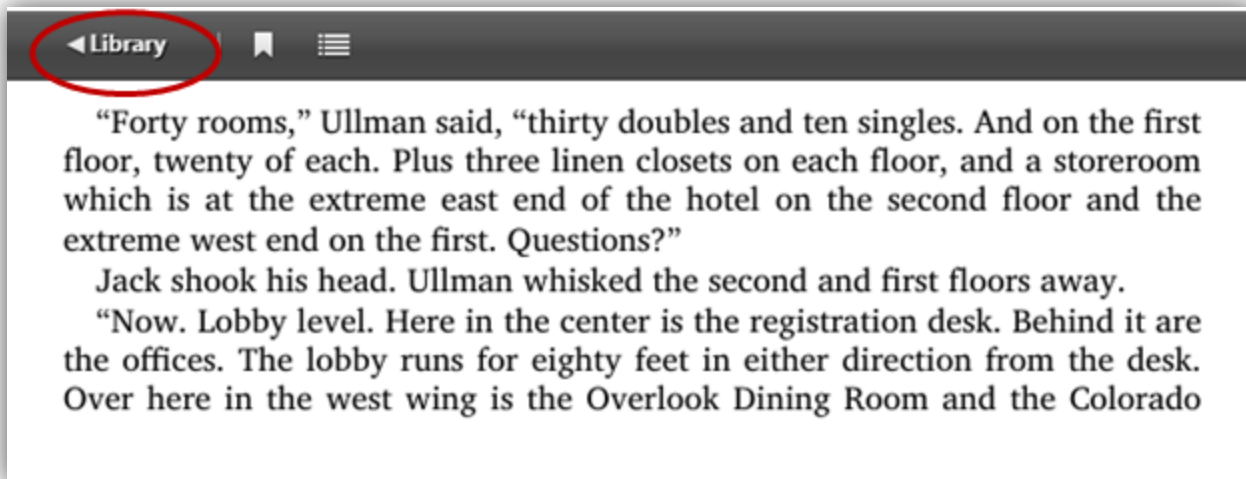 ◀Library
“Forty rooms,” Ullman said, “thirty doubles and ten singles. And on the first
floor, twenty of each. Plus three linen closets on each floor, and a storeroom
which is at the extreme east end of the hotel on the second floor and the
extreme west end on the first. Questions?”
Jack shook his head. Ullman whisked the second and first floors away.
“Now. Lobby level. Here in the center is the registration desk. Behind it are
the offices. The lobby runs for eighty feet in either direction from the desk.
Over here in the west wing is the Overlook Dining Room and the Colorado